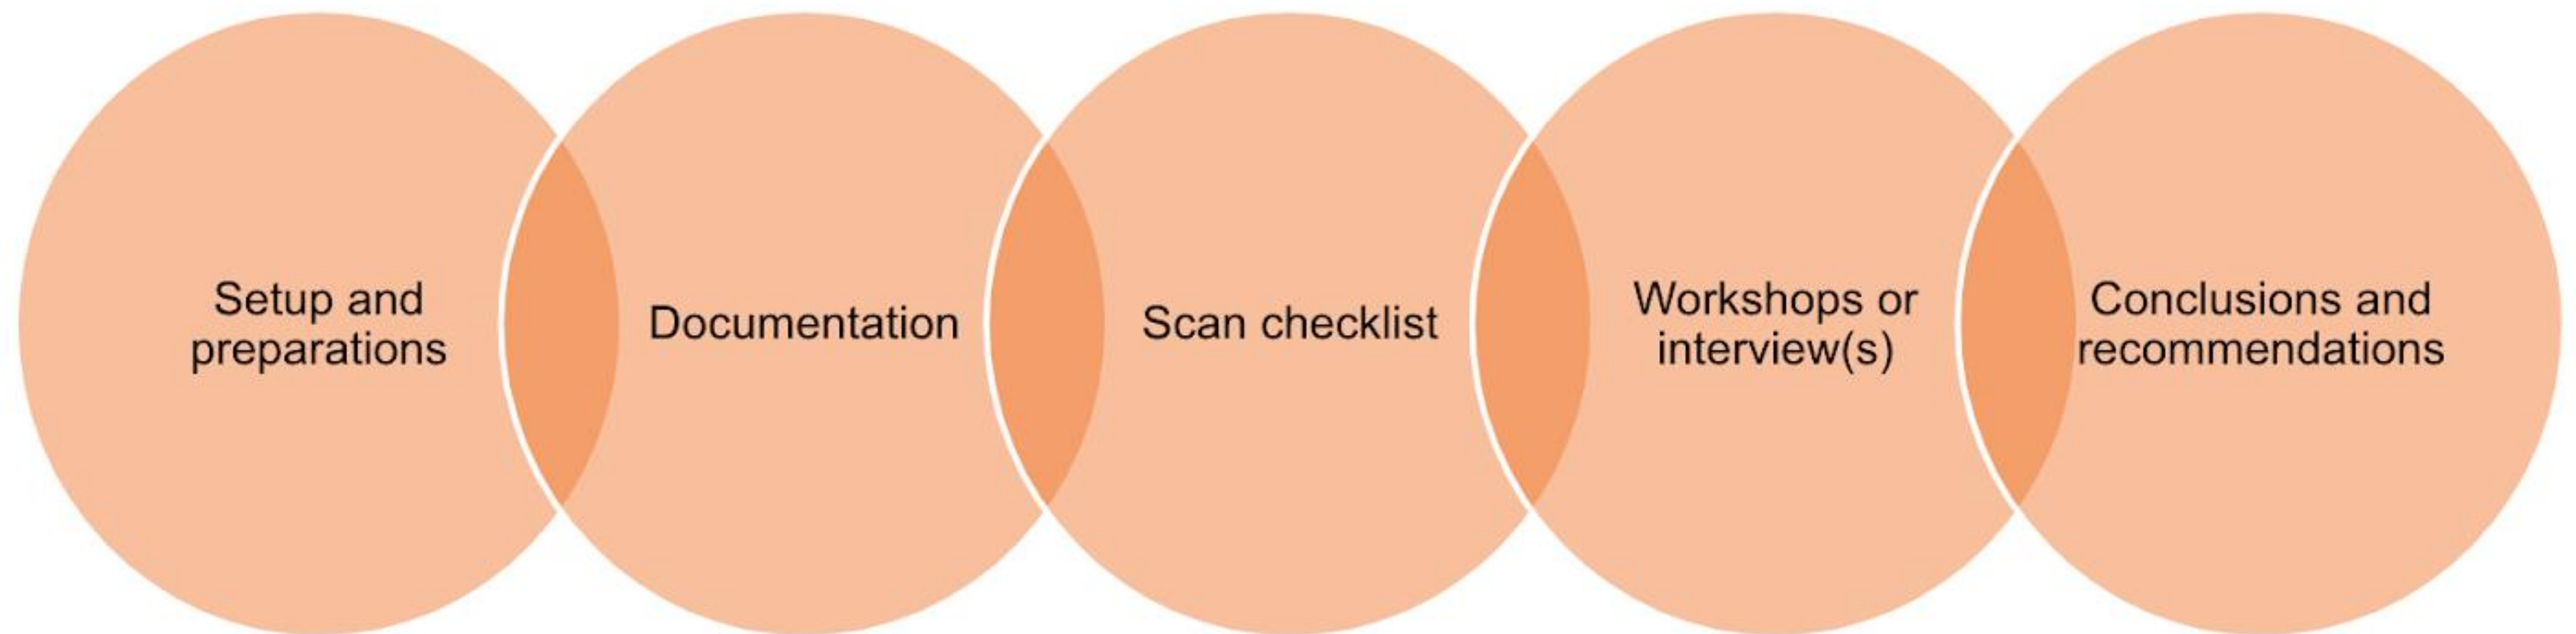 Setup and
preparations
Documentation
Scan checklist
Workshops or
interview(s)
Conclusions and
recommendations